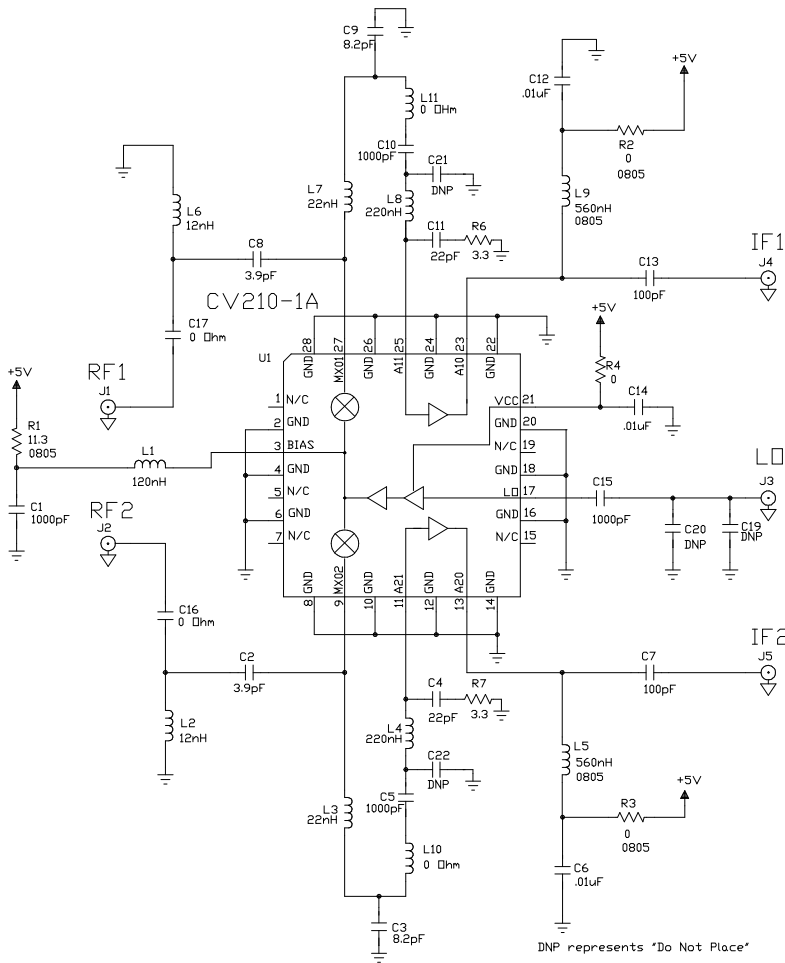 C9
8.2pF
L11
0 OHm
C12
.01uF
+5V
R2
0
0805
C10
1000pF
C21
DNP
L7
22nH
L8
220nH
L9
560nH
0805
L6
12nH
C11
22pF
R6
3.3
C8
3.9pF
IF1
J4
C13
100pF
CV210-1A
+5V
C17
0 Ohm
U1
GND 28
MXO1 27
GND 26
A11 25
GND 24
A10 23
GND 22
R4
0
RF1
J1
+5V
1 N/C
2 GND
3 BIAS
4 GND
5 N/C
6 GND
7 N/C
VCC 21
GND 20
N/C 19
GND 18
LO 17
GND 16
N/C 15
C14
.01uF
R1
11.3
0805
L1
120nH
LO
J3
C1
1000pF
C15
1000pF
RF2
J2
C20
DNP
C19
DNP
8 GND
9 MXO2
10 GND
11 A21
12 GND
13 A20
14 GND
C16
0 Ohm
IF2
J5
C2
3.9pF
C7
100pF
C4
22pF
R7
3.3
L2
12nH
L4
220nH
L5
560nH
0805
C22
DNP
+5V
C5
1000pF
L3
22nH
R3
0
0805
L10
0 Ohm
C6
.01uF
C3
8.2pF
DNP represents "Do Not Place"